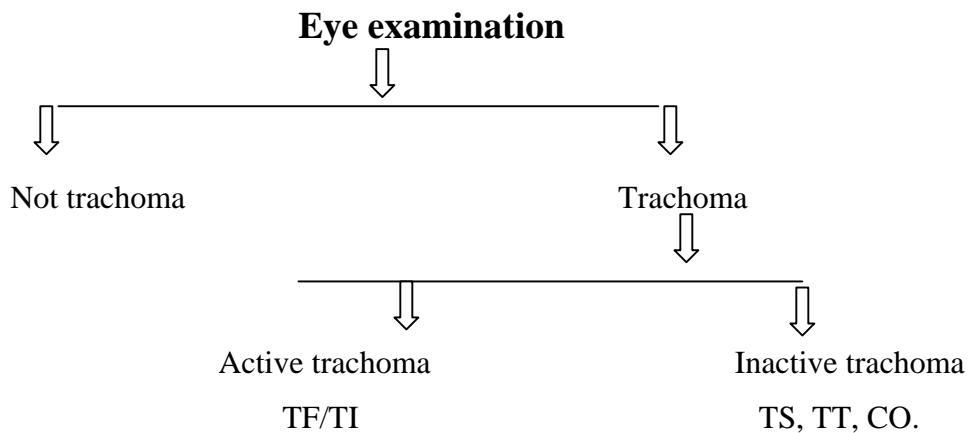 Eye examination
Not trachoma Trachoma
Active trachoma Inactive trachoma
TF/TI TS, TT, CO.